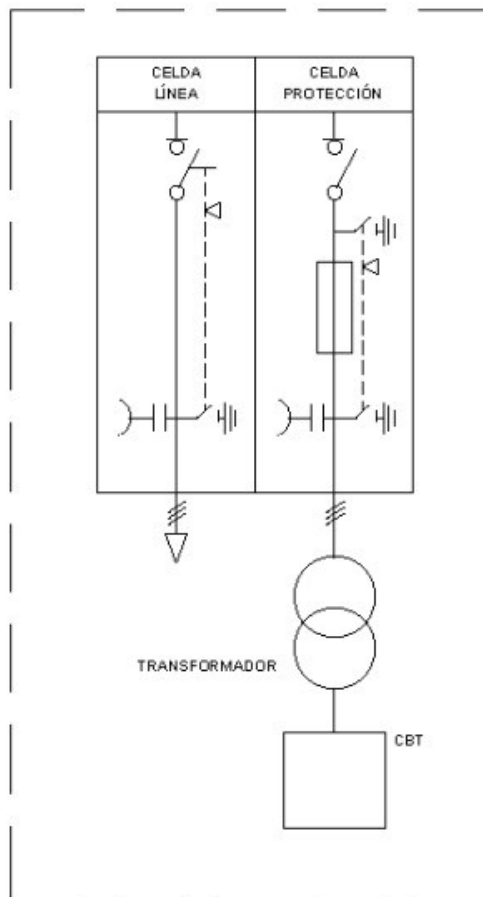 CELDA
LÍNEA
CELDA
PROTECCIÓN
TRANSFORMADOR
CBT